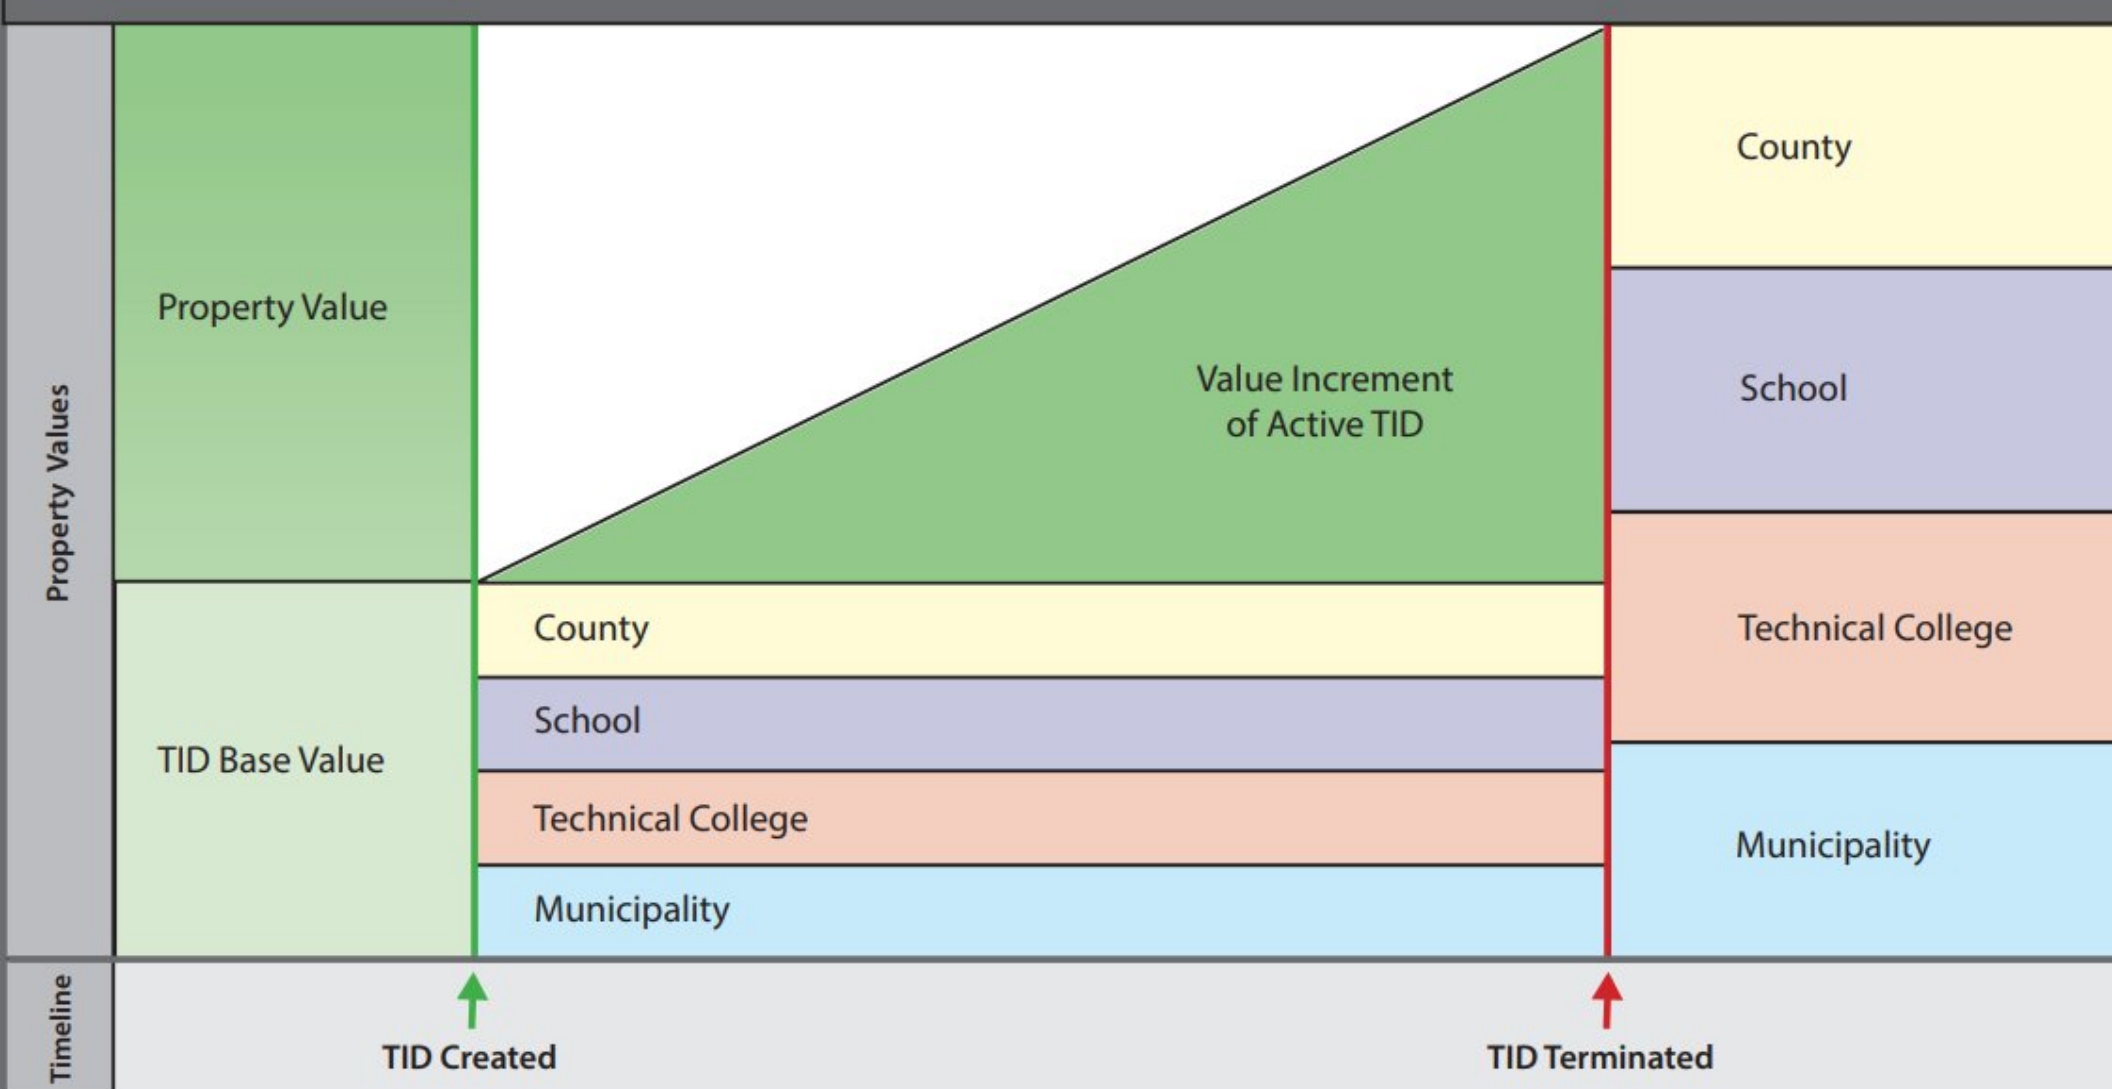 Property Values
Property Value
TID Base Value
Value Increment
of Active TID
County
School
Technical College
Municipality
County
School
Technical College
Municipality
Timeline
TID Created
TID Terminated